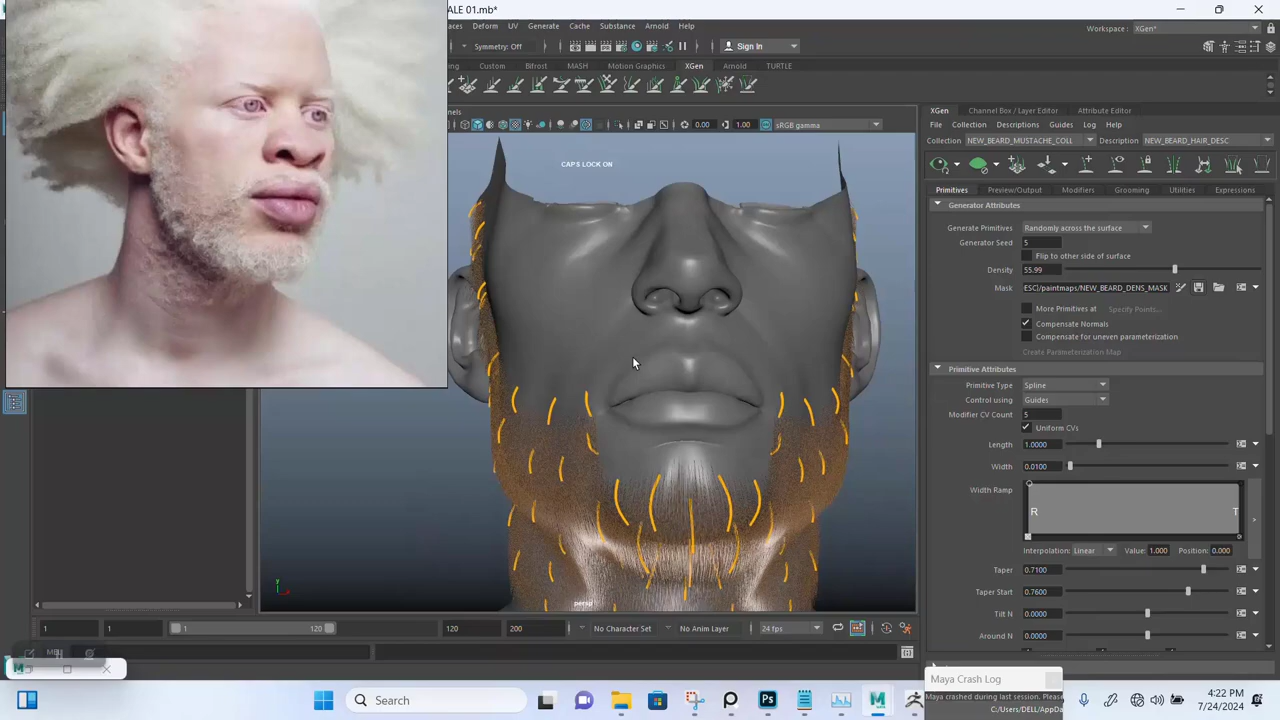 ALE 01.mb*
aces Deform UV Generate Cache Substance Arnold Help
Workspace : XGen*
Symmetry: Off
Sign In
Custom Bifrost MASH Motion Graphics XGen Arnold TURTLE
nels
0.00 1.00 sRGB gamma
CAPS LOCK ON
persp
XGen Channel Box / Layer Editor Attribute Editor
File Collection Descriptions Guides Log Help
Collection NEW_BEARD_MUSTACHE_COLL Description NEW_BEARD_HAIR_DESC
Primitives Preview/Output Modifiers Grooming Utilities Expressions
Generator Attributes
Generate Primitives Randomly across the surface
Generator Seed 5
Flip to other side of surface
Density 55.99
Mask ESC}/paintmaps/NEW_BEARD_DENS_MASK
More Primitives at Specify Points...
Compensate Normals
Compensate for uneven parameterization
Create Parimeterization Map
Primitive Attributes
Primitive Type Spline
Control using Guides
Modifier CV Count 5
Uniform CVs
Length 1.0000
Width 0.0100
Width Ramp
R T
Interpolation: Linear Value: 1.000 Position: 0.000
Taper 0.7100
Taper Start 0.7600
Tilt N 0.0000
Around N 0.0000
1 1 1 120 120 200 No Character Set No Anim Layer 24 fps
MEL
Maya Crash Log
Maya crashed during last session. Please
C:/Users/DELL/AppDa
Search
4:22 PM
7/24/2024